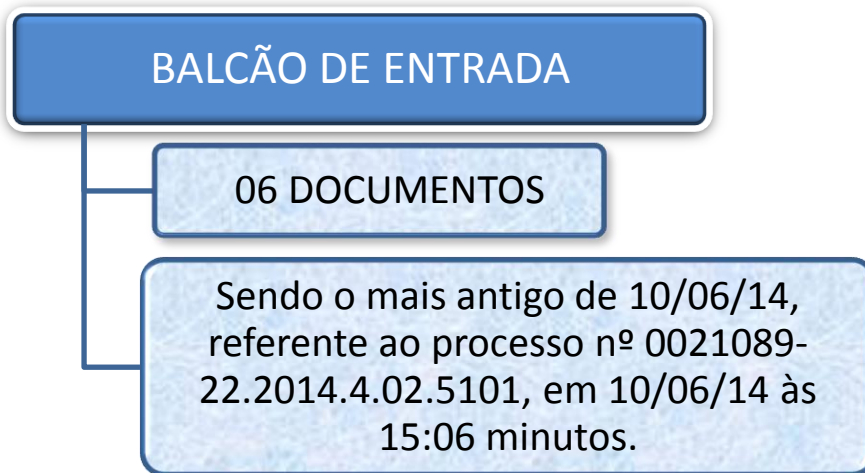 BALCÃO DE ENTRADA
06 DOCUMENTOS
Sendo o mais antigo de 10/06/14,
referente ao processo nº 0021089-
22.2014.4.02.5101, em 10/06/14 às
15:06 minutos.